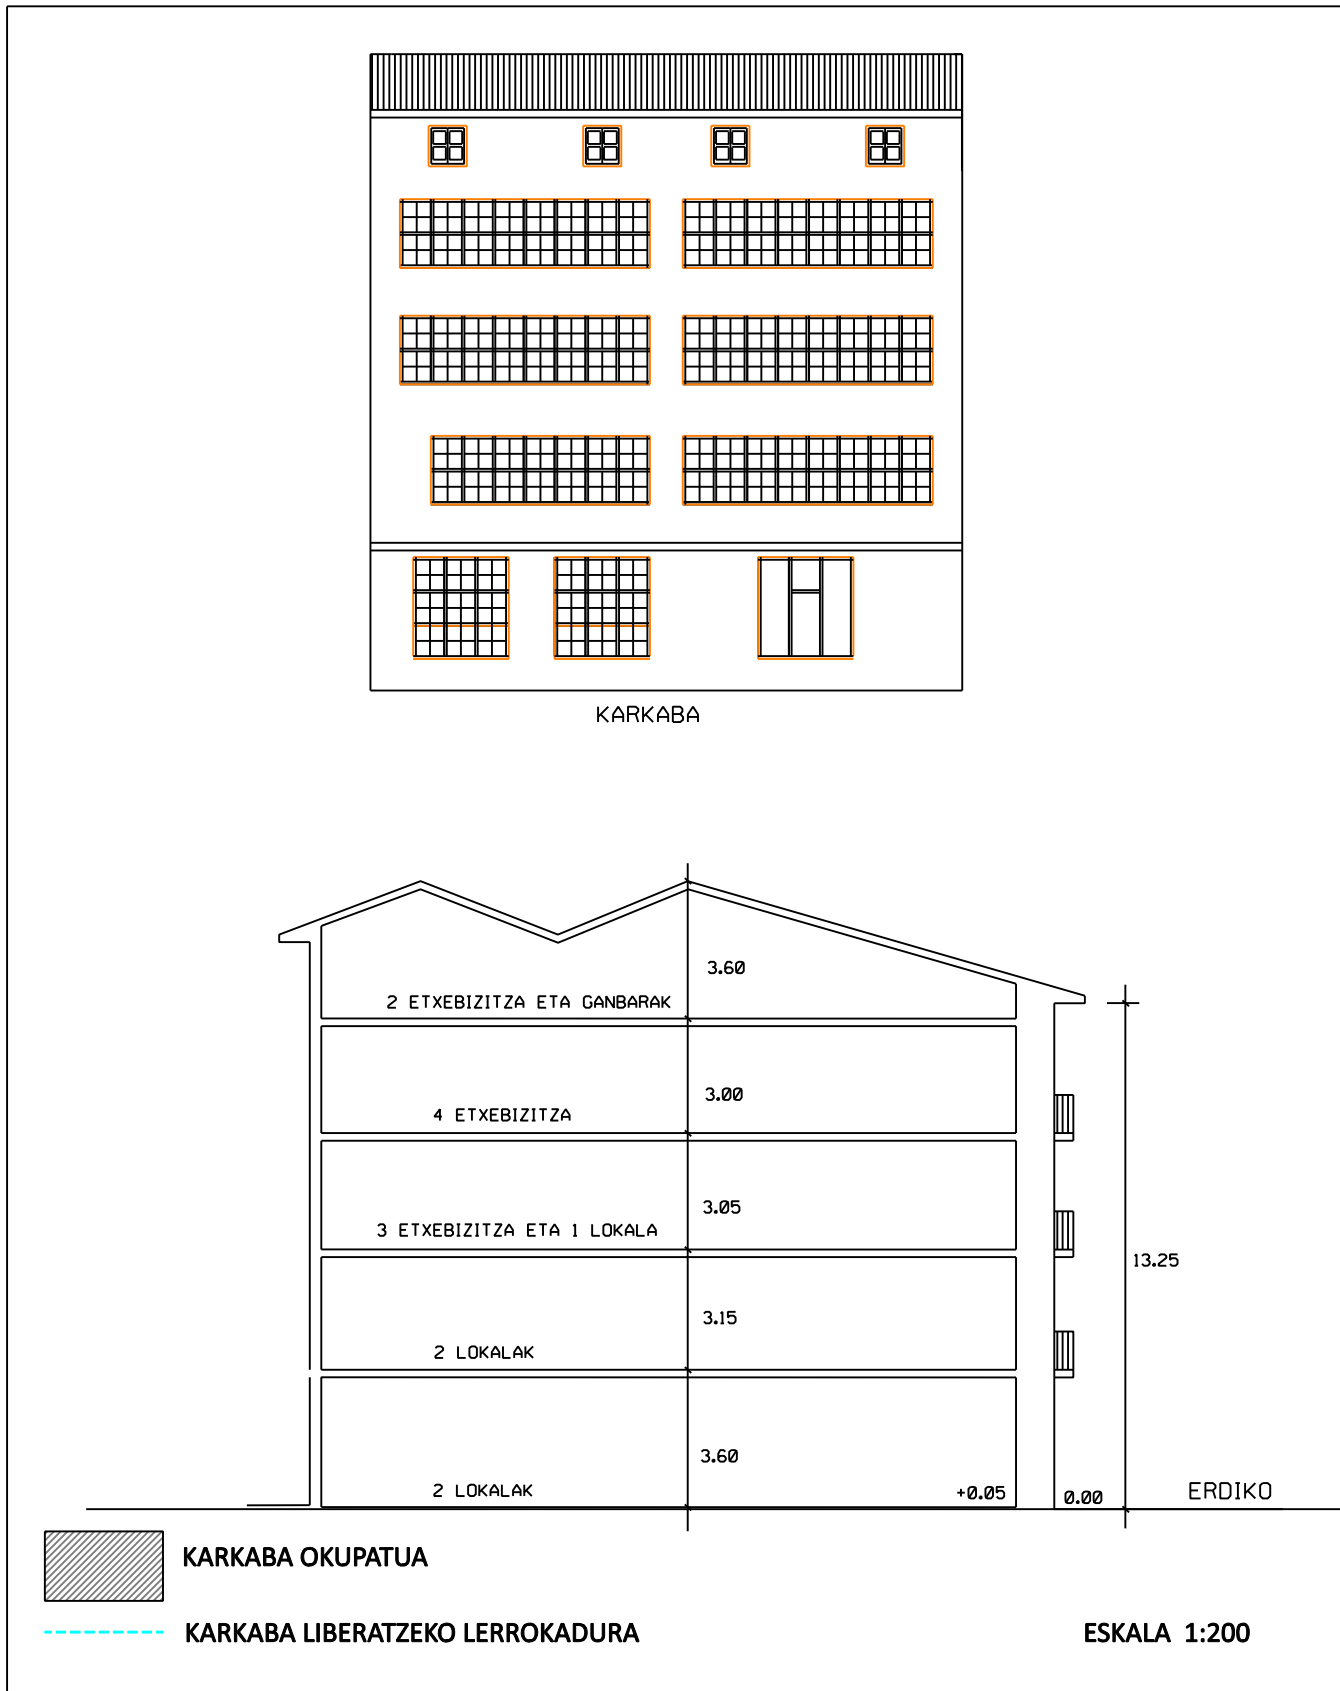 KARKABA
3.60
2 ETXEBIZITZA ETA GANBARAK
3.00
4 ETXEBIZITZA
3.05
3 ETXEBIZITZA ETA 1 LOKALA
13.25
3.15
2 LOKALAK
3.60
2 LOKALAK
+0.05
0.00
ERDIKO
KARKABA OKUPATUA
KARKABA LIBERATZEKO LERROKADURA
ESKALA 1:200